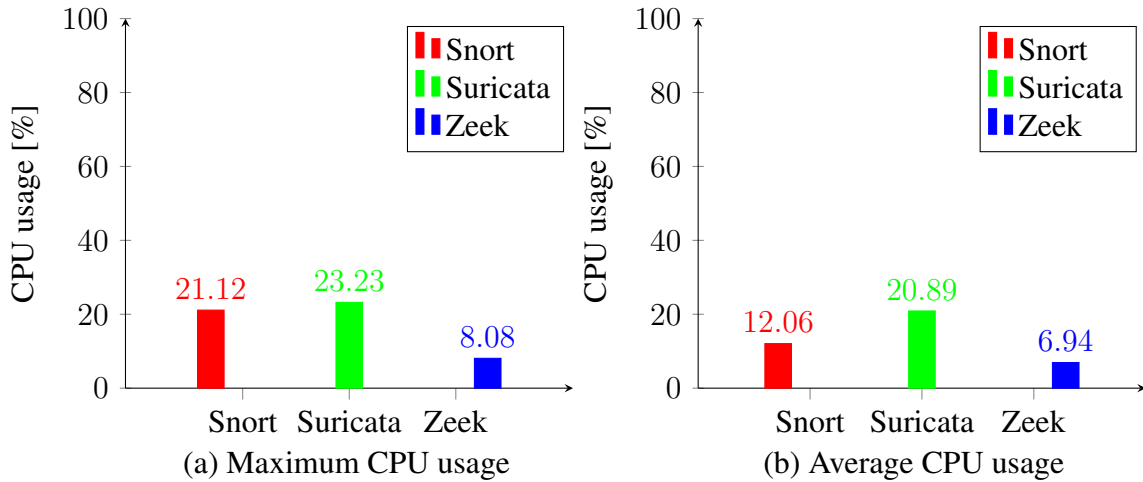 CPU usage [%]
100
80
60
40
20
0
Snort
Suricata
Zeek
21.12
23.23
8.08
Snort Suricata Zeek
(a) Maximum CPU usage
CPU usage [%]
100
80
60
40
20
0
Snort
Suricata
Zeek
12.06
20.89
6.94
Snort Suricata Zeek
(b) Average CPU usage